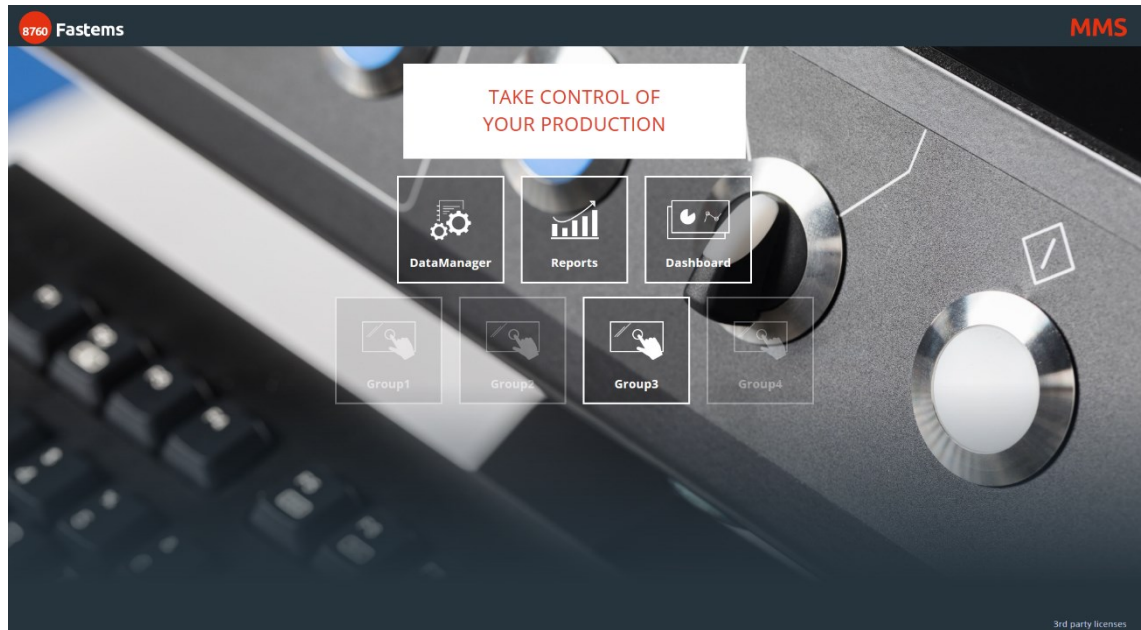 8760 Fastems
MMS
TAKE CONTROL OF
YOUR PRODUCTION
DataManager
Reports
Dashboard
Group1
Group2
Group3
Group4
3rd party licenses